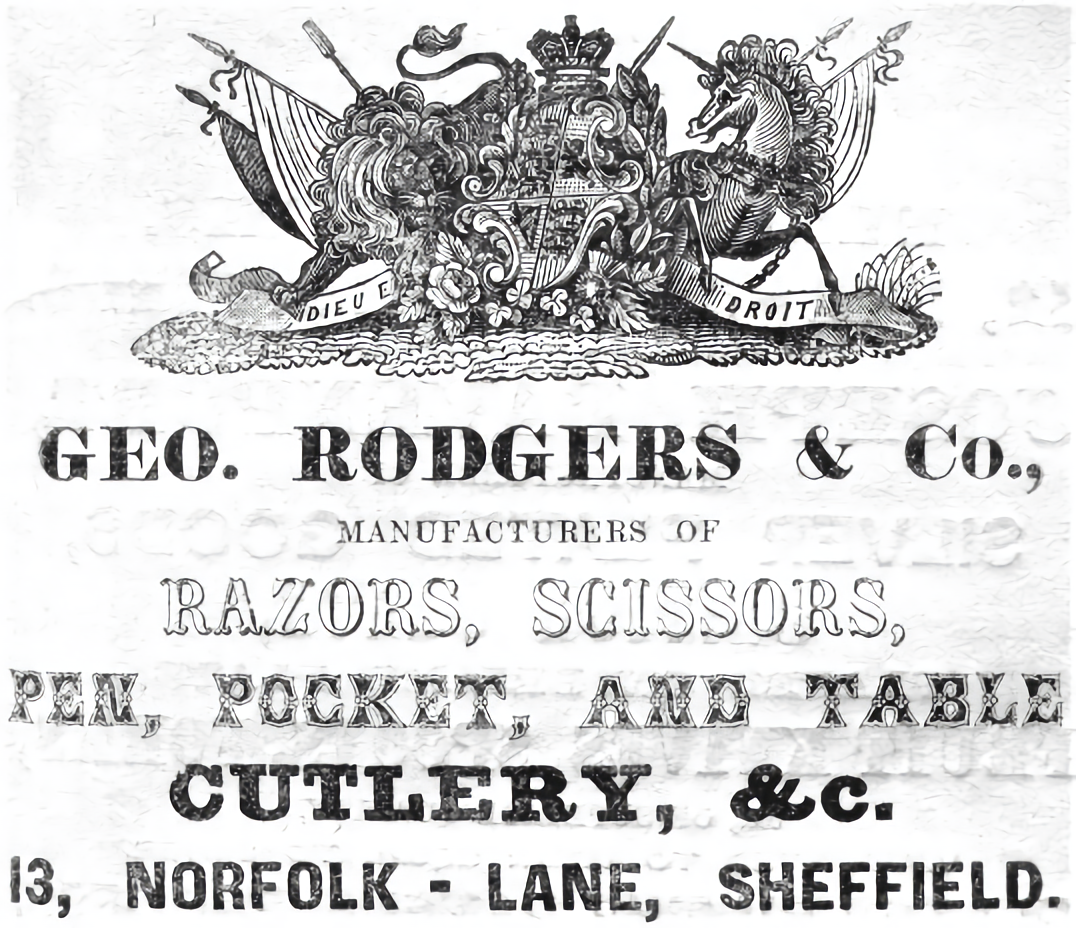 DIEU E DROIT
GEO. RODGERS & Co.,
MANUFACTURERS OF
RAZORS, SCISSORS,
PEN, POCKET, AND TABLE
CUTLERY, &c.
13, NORFOLK - LANE, SHEFFIELD.